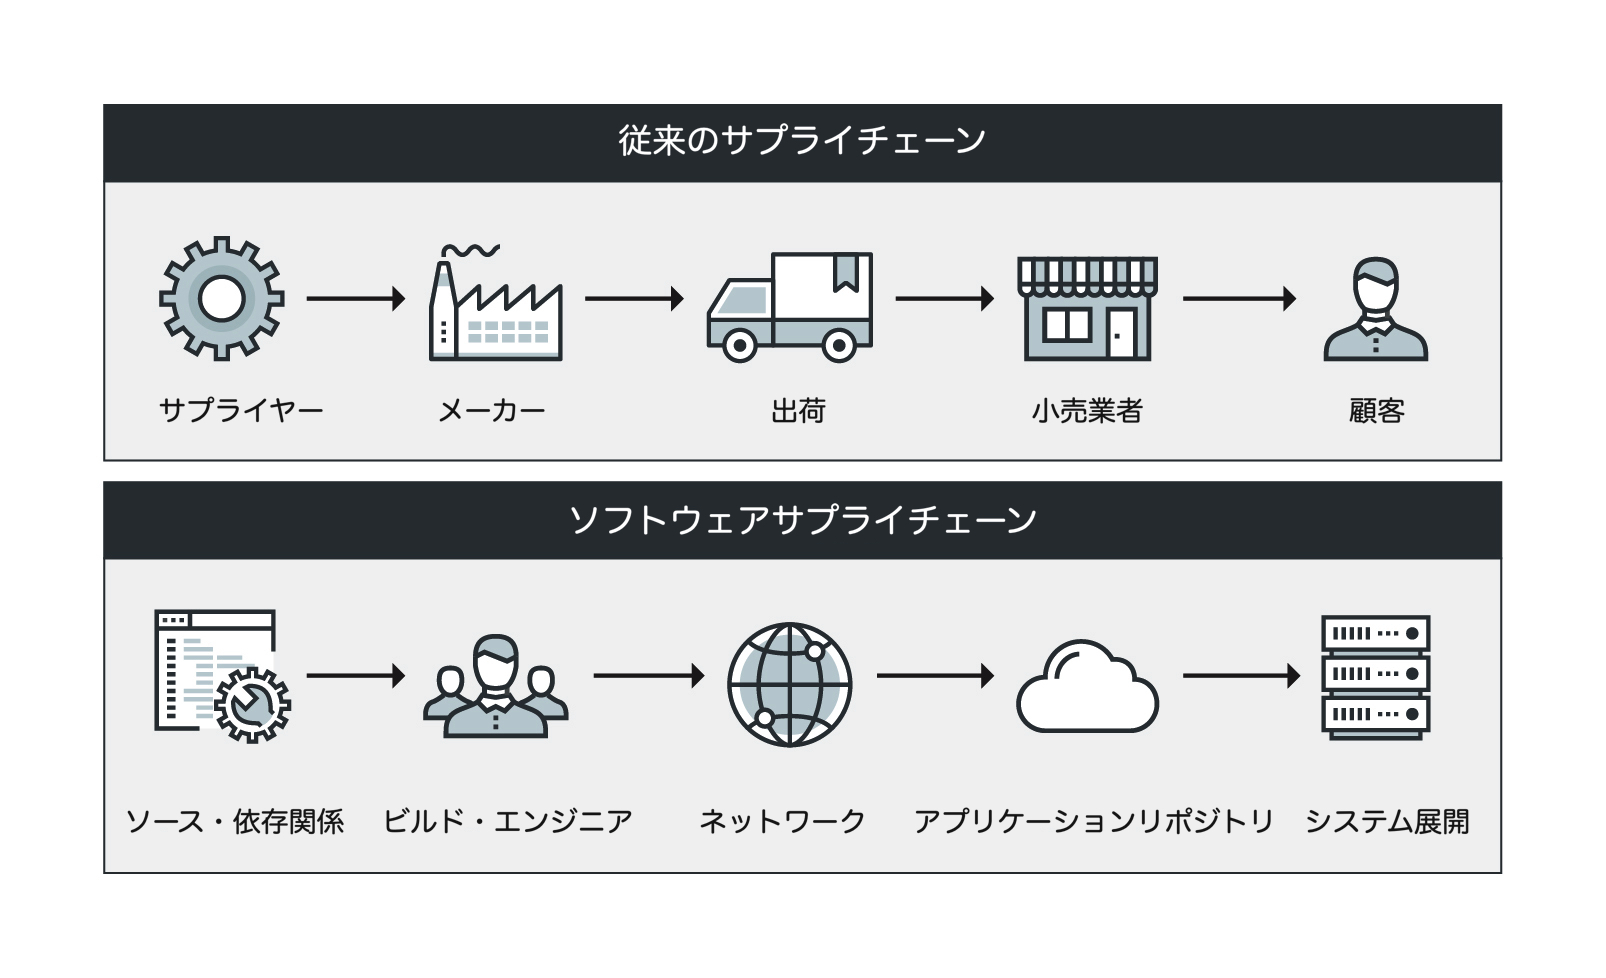 従来のサプライチェーン
サプライヤー
メーカー
出荷
小売業者
顧客
ソフトウェアサプライチェーン
ソース・依存関係
ビルド・エンジニア
ネットワーク
アプリケーションリポジトリ
システム展開